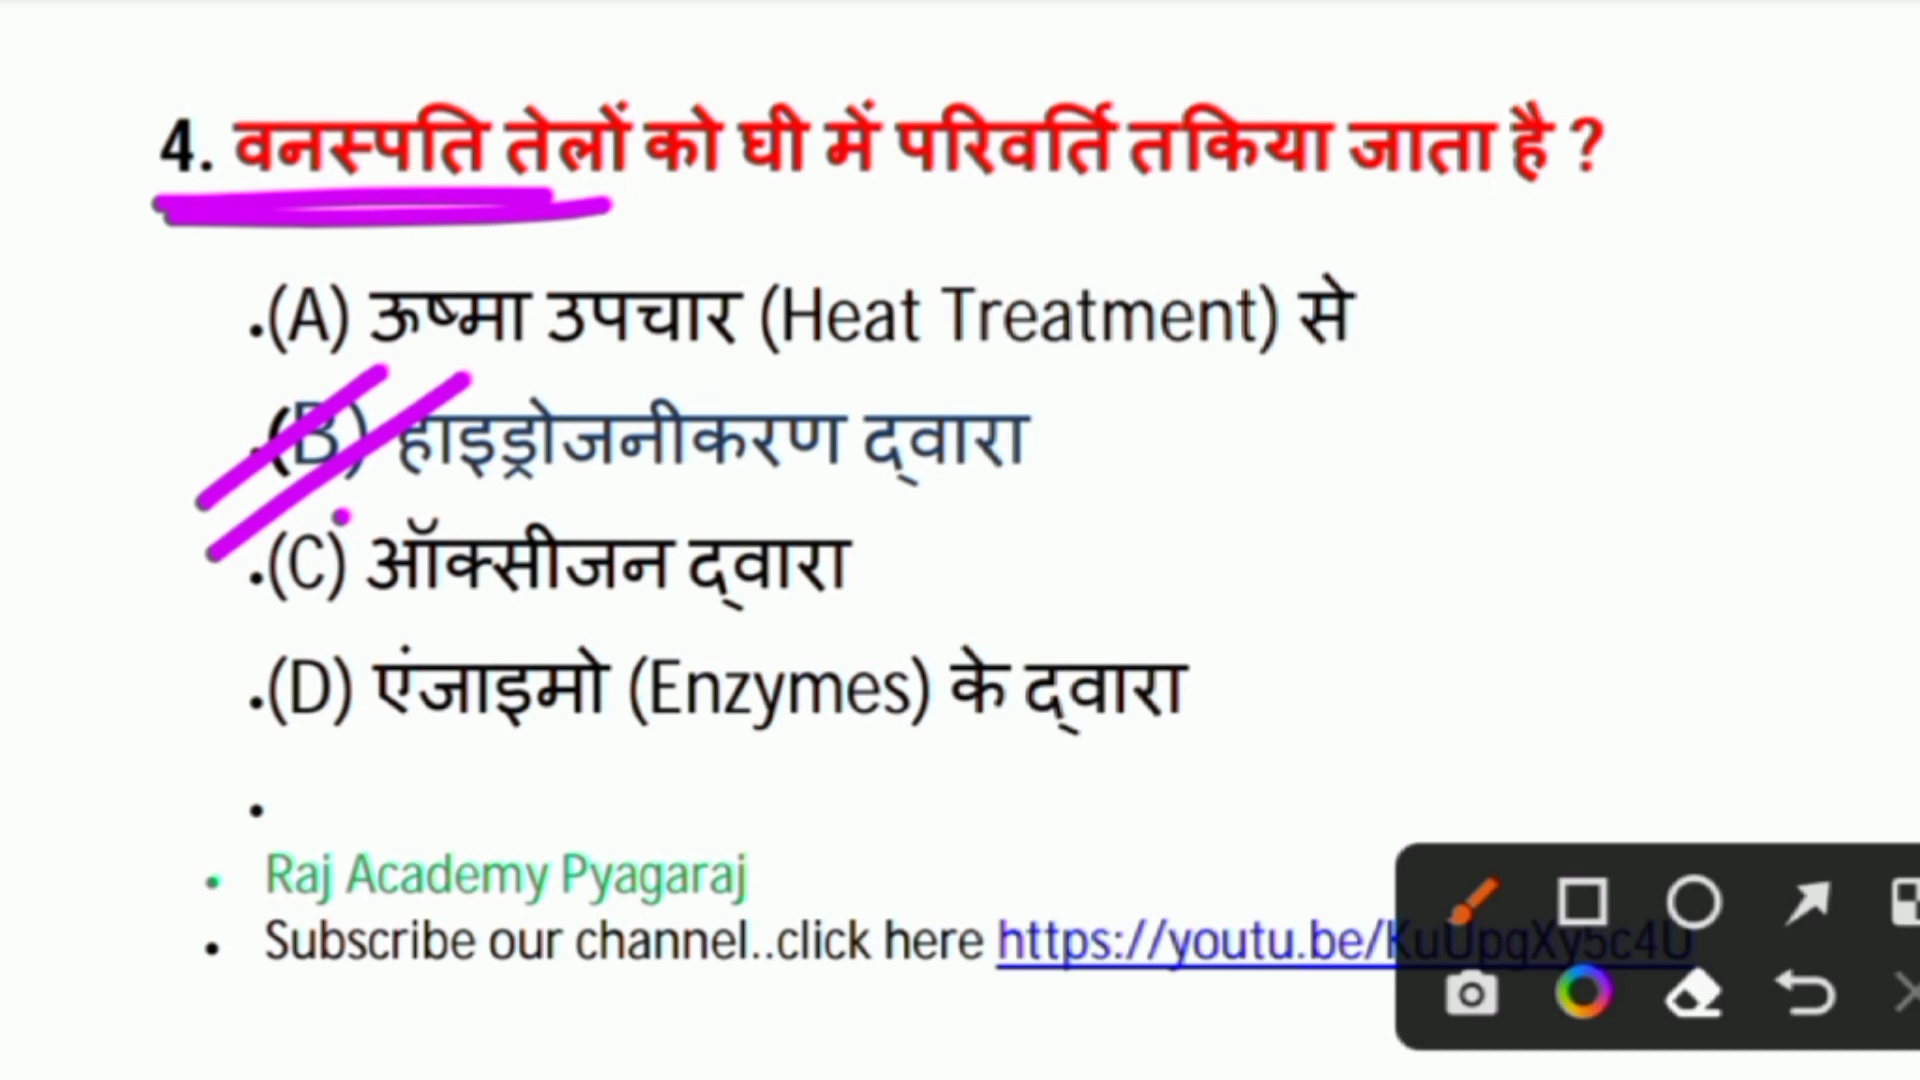 4. वनस्पति तेलों को घी में परिवर्ति तकिया जाता है ?
.(A) ऊष्मा उपचार (Heat Treatment) से
.(B) हाइड्रोजनीकरण द्वारा
.(C) ऑक्सीजन द्वारा
.(D) एंजाइमो (Enzymes) के द्वारा
Raj Academy Pyagaraj
Subscribe our channel..click here https://youtu.be/KuUpqXy5c4U